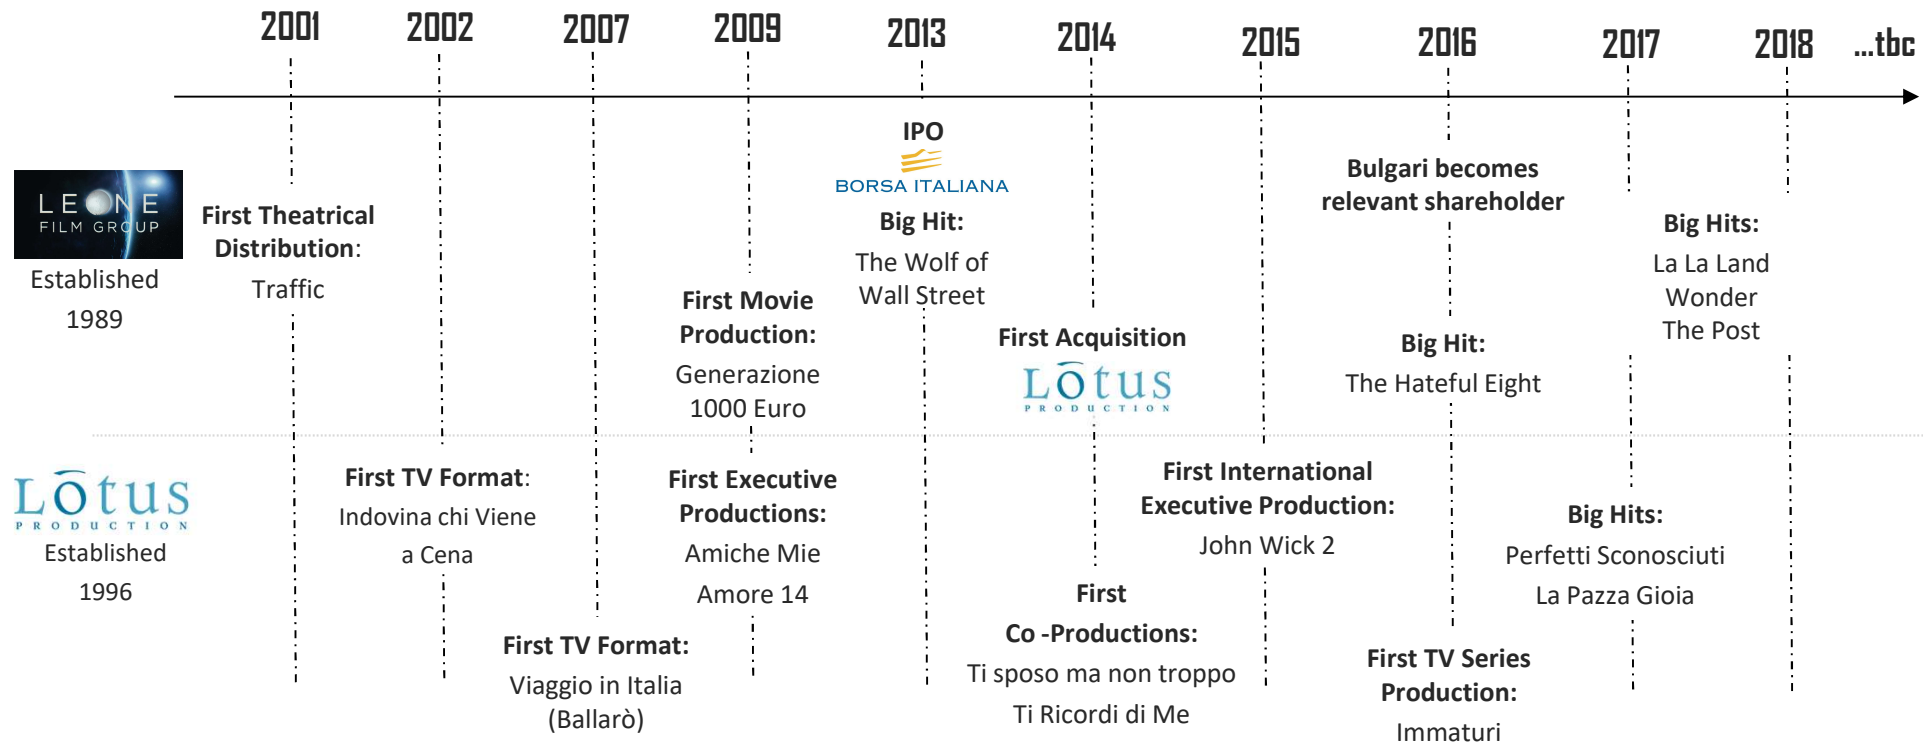 2001
2002
2007
2009
2013
2014
2015
2016
2017
2018
...tbc
LEONE
FILM GROUP
Established
1989
First Theatrical
Distribution:
Traffic
First Movie
Production:
Generazione
1000 Euro
IPO
BORSA ITALIANA
Big Hit:
The Wolf of
Wall Street
First Acquisition
Lotus
PRODUCTION
Bulgari becomes
relevant shareholder
Big Hit:
The Hateful Eight
Big Hits:
La La Land
Wonder
The Post
Lotus
PRODUCTION
Established
1996
First TV Format:
Indovina chi Viene
a Cena
First TV Format:
Viaggio in Italia
(Ballarò)
First Executive
Productions:
Amiche Mie
Amore 14
First
Co -Productions:
Ti sposo ma non troppo
Ti Ricordi di Me
First International
Executive Production:
John Wick 2
First TV Series
Production:
Immaturi
Big Hits:
Perfetti Sconosciuti
La Pazza Gioia